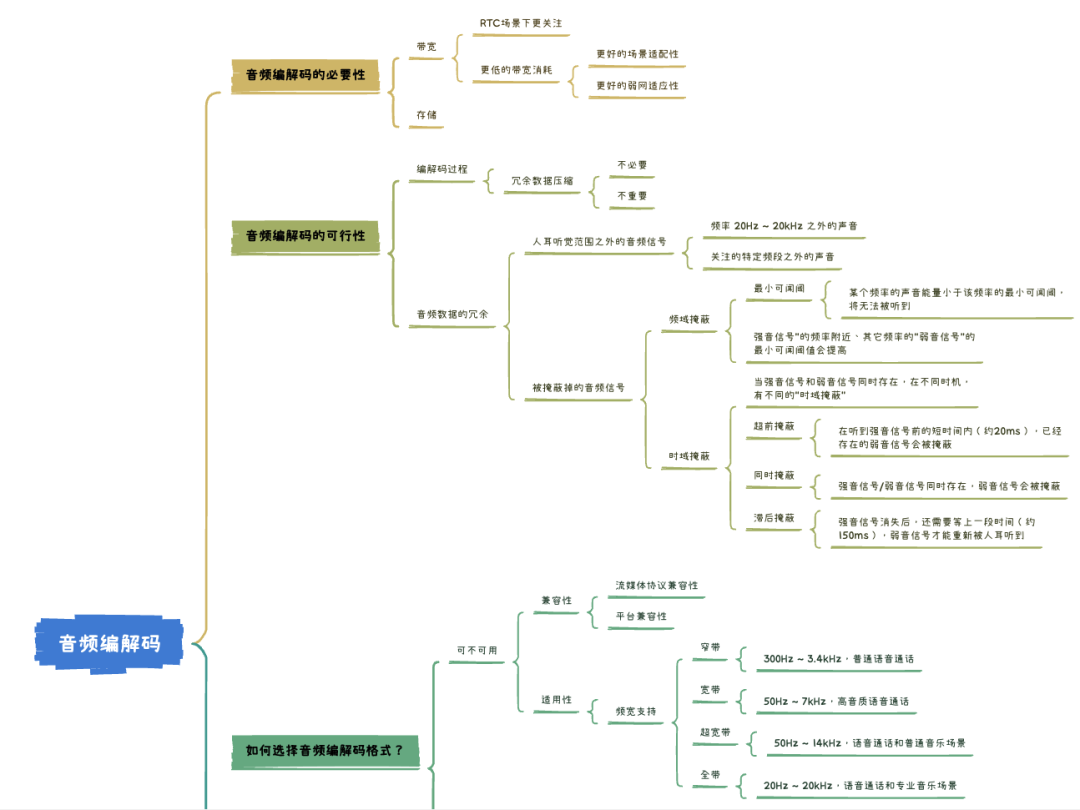 音频编解码
音频编解码的必要性
带宽
RTC场景下更关注
更低的带宽消耗
更好的场景适配性
更好的弱网适应性
存储
音频编解码的可行性
编解码过程
冗余数据压缩
不必要
不重要
音频数据的冗余
人耳听觉范围之外的音频信号
频率 20Hz ~ 20kHz 之外的声音
关注的特定频段之外的声音
被掩蔽掉的音频信号
频域掩蔽
最小可闻阈
某个频率的声音能量小于该频率的最小可闻阈，
将无法被听到
强音信号"的频率附近、其它频率的"弱音信号"的
最小可闻阈值会提高
时域掩蔽
当强音信号和弱音信号同时存在，在不同时机，
有不同的"时域掩蔽"
超前掩蔽
在听到强音信号前的短时间内（约20ms），已经
存在的弱音信号会被掩蔽
同时掩蔽
强音信号/弱音信号同时存在，弱音信号会被掩蔽
滞后掩蔽
强音信号消失后，还需要等上一段时间（约
150ms），弱音信号才能重新被人耳听到
如何选择音频编解码格式？
可不可用
兼容性
流媒体协议兼容性
平台兼容性
适用性
频宽支持
窄带
300Hz ~ 3.4kHz，普通语音通话
宽带
50Hz ~ 7kHz，高音质语音通话
超宽带
50Hz ~ 14kHz，语音通话和普通音乐场景
全带
20Hz ~ 20kHz，语音通话和专业音乐场景